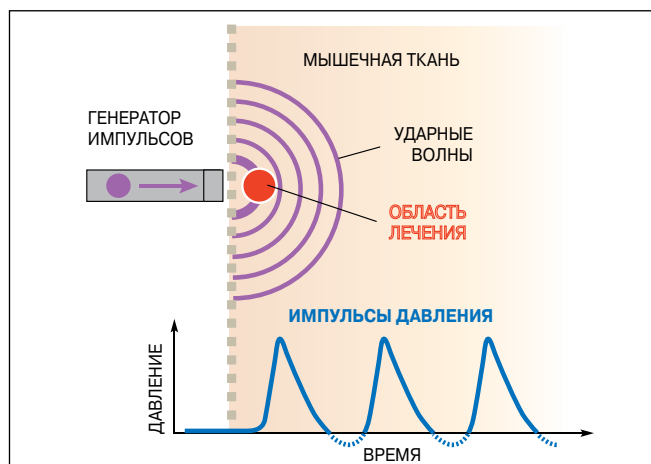 МЫШЕЧНАЯ ТКАНЬ
ГЕНЕРАТОР
ИМПУЛЬСОВ
УДАРНЫЕ
ВОЛНЫ
ОБЛАСТЬ
ЛЕЧЕНИЯ
ИМПУЛЬСЫ ДАВЛЕНИЯ
ДАВЛЕНИЕ
ВРЕМЯ